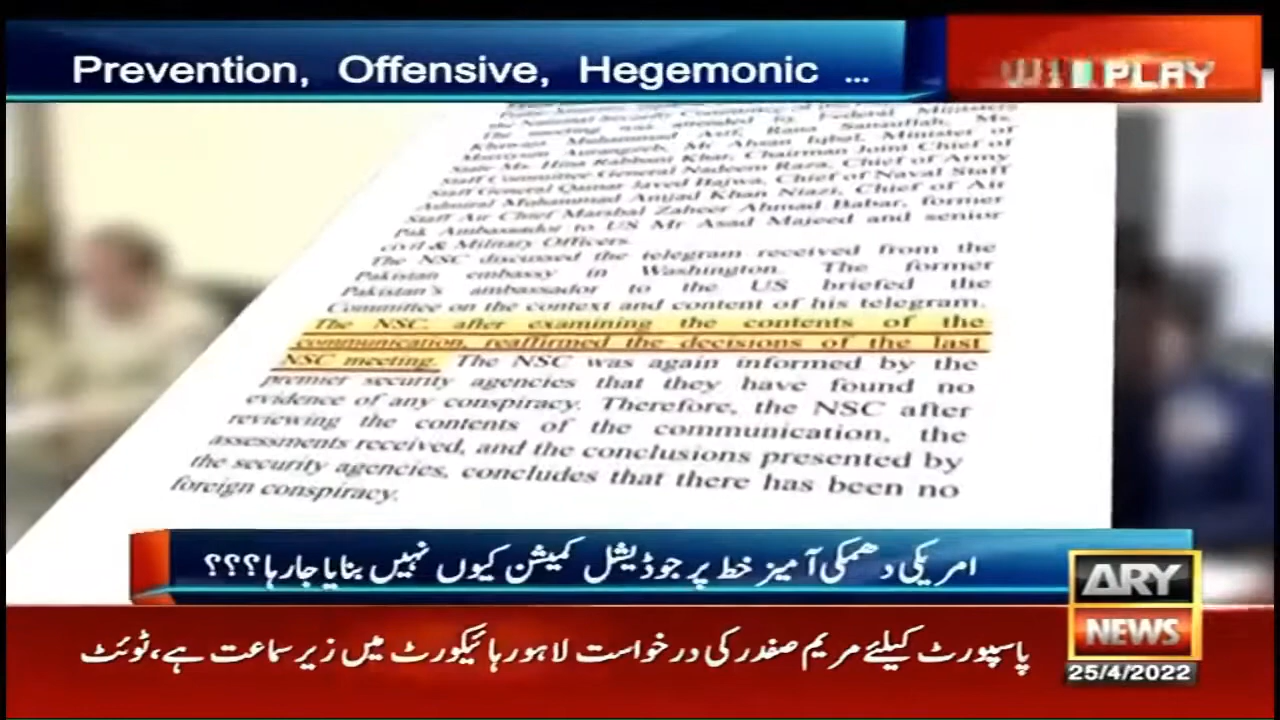 Prevention, Offensive, Hegemonic ...
PLAY
the National Security Committee
The meeting was attended by Federal Ministers
Khawaja Muhammad Asif, Rana Sanaullah, Ms.
Marriyum Aurangzeb, Mr Ahsan Iqbal, Minister of
State Ms. Hina Rabbani Khar, Chairman Joint Chief of
Staff Committee General Nadeem Raza, Chief of Army
Staff General Qamar Javed Bajwa, Chief of Naval Staff
Admiral Muhammad Amjad Khan Niazi, Chief of Air
Staff Air Chief Marshal Zaheer Ahmad Babar, former
Pak Ambassador to US Mr Asad Majeed and senior
civil & Military Officers.
The NSC discussed the telegram received from the
Pakistan embassy in Washington. The former
Pakistan's ambassador to the US briefed the
Committee on the context and content of his telegram.
The NSC, after examining the contents of the
communication, reaffirmed the decisions of the last
NSC meeting. The NSC was again informed by the
premier security agencies that they have found no
evidence of any conspiracy. Therefore, the NSC after
reviewing the contents of the communication, the
assessments received, and the conclusions presented by
the security agencies, concludes that there has been no
foreign conspiracy.
امریکی دھمکی آمیز خط پر جوڈیشل کمیشن کیوں نہیں بنایا جارہا؟؟؟
ARY
NEWS
پاسپورٹ کیلئے مریم صفدر کی درخواست لاہور ہائیکورٹ میں زیر سماعت ہے، ٹوئٹ
25/4/2022